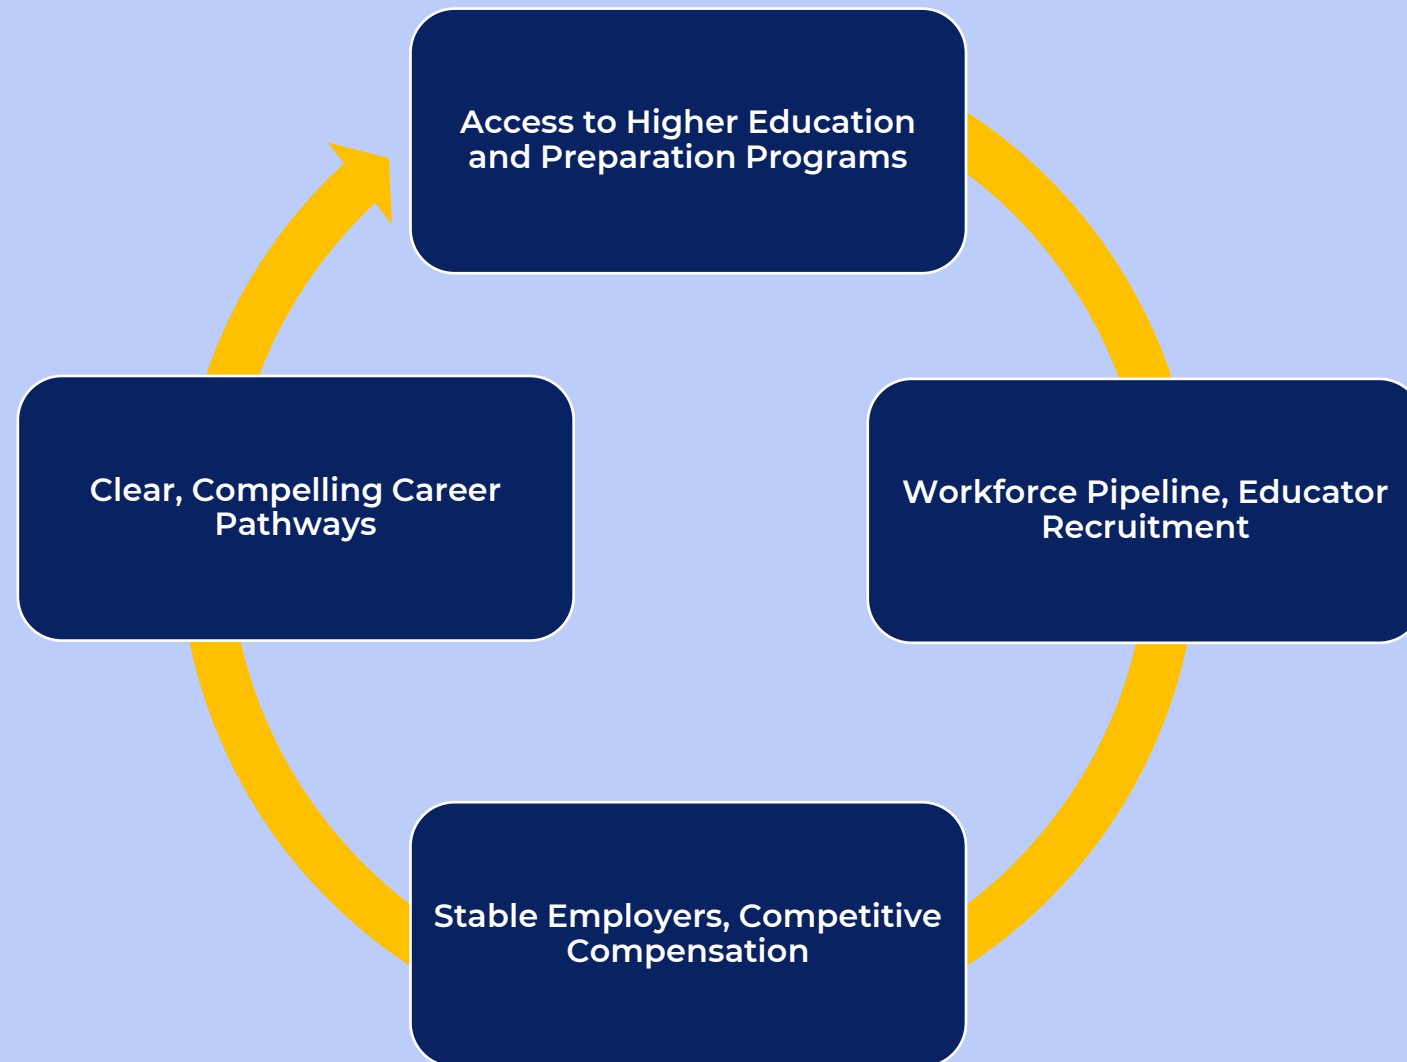 Access to Higher Education
and Preparation Programs
Clear, Compelling Career
Pathways
Workforce Pipeline, Educator
Recruitment
Stable Employers, Competitive
Compensation